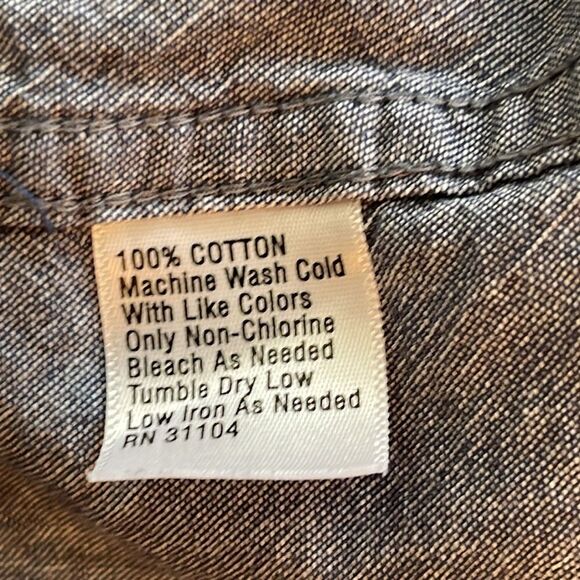 100% COTTON
Machine Wash Cold
With Like Colors
Only Non-Chlorine
Bleach As Needed
Tumble Dry Low
Low Iron As Needed
RN 31104